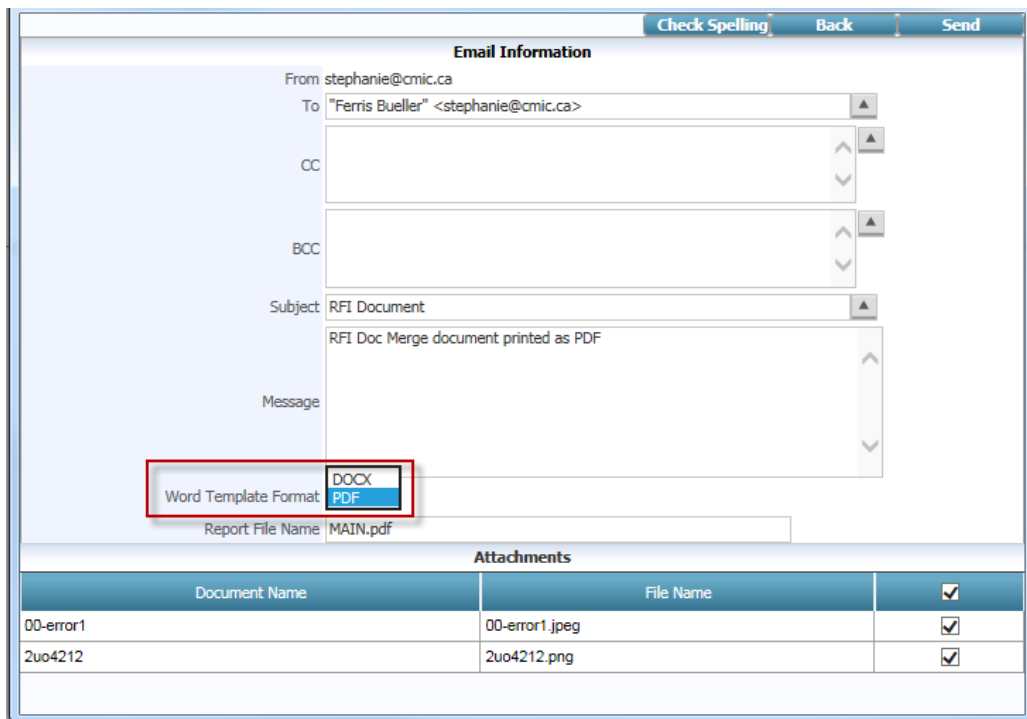 Check Spelling Back Send
Email Information
From stephanie@cmic.ca
To "Ferris Bueller" <stephanie@cmic.ca>
CC
BCC
Subject RFI Document
RFI Doc Merge document printed as PDF
Message
DOCX
Word Template Format PDF
Report File Name MAIN.pdf
Attachments
Document Name File Name
00-error1 00-error1.jpeg
2uo4212 2uo4212.png